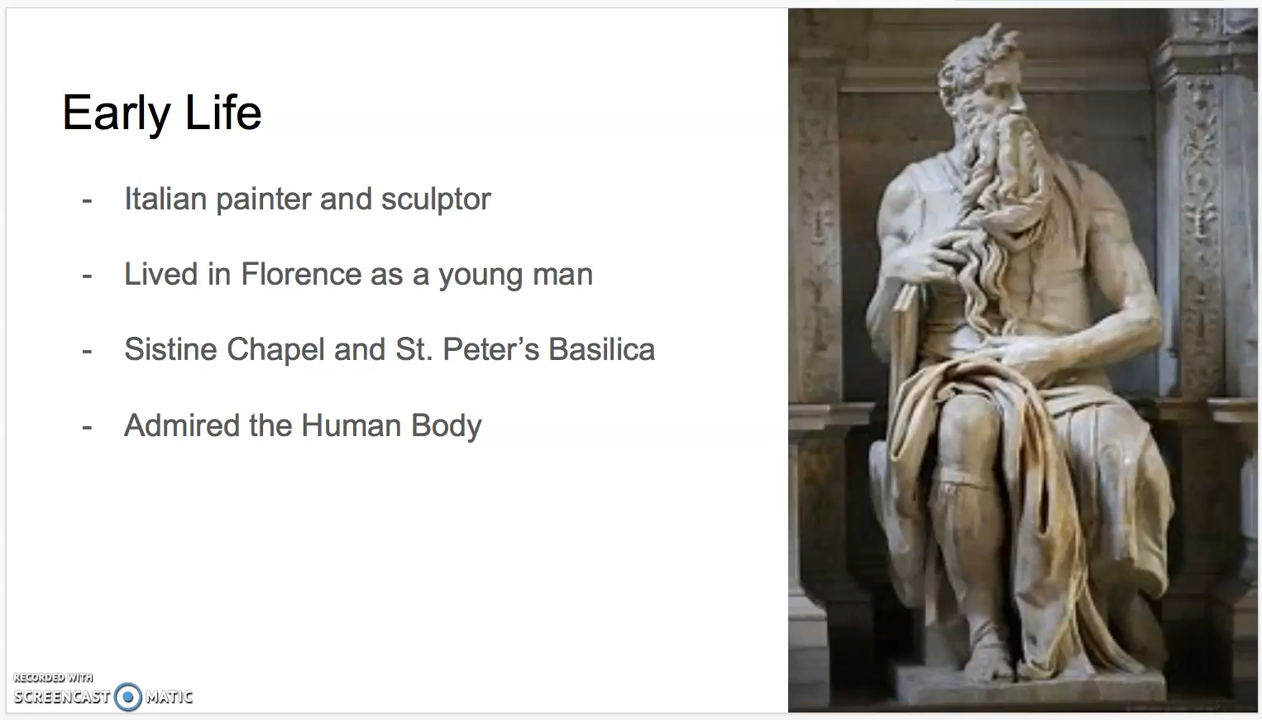 Early Life
- Italian painter and sculptor
- Lived in Florence as a young man
- Sistine Chapel and St. Peter’s Basilica
- Admired the Human Body
RECORDED WITH
SCREENCAST MATIC